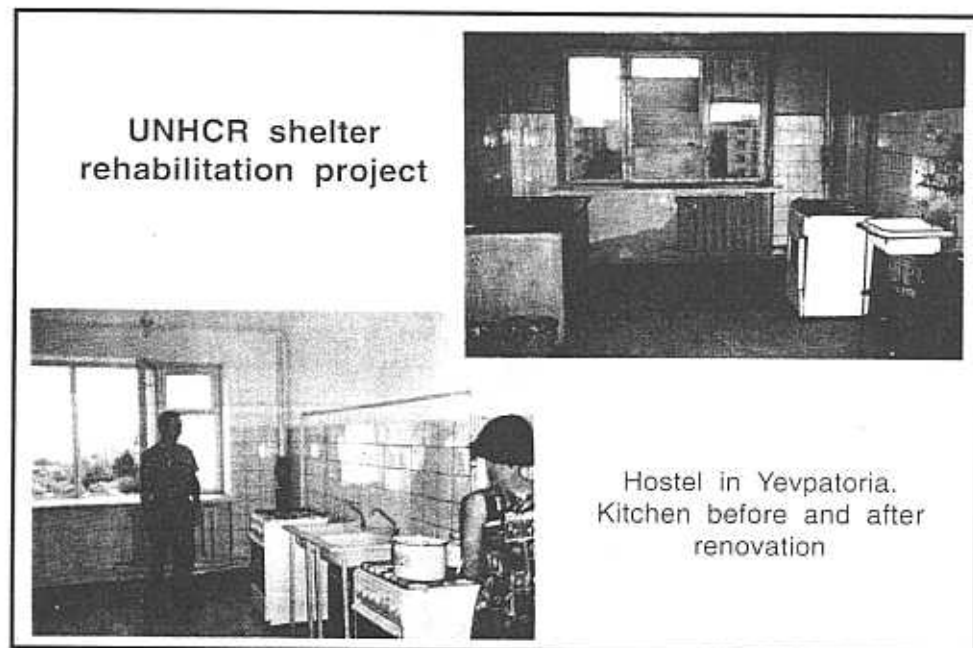 UNHCR shelter
rehabilitation project
Hostel in Yevpatoria.
Kitchen before and after
renovation